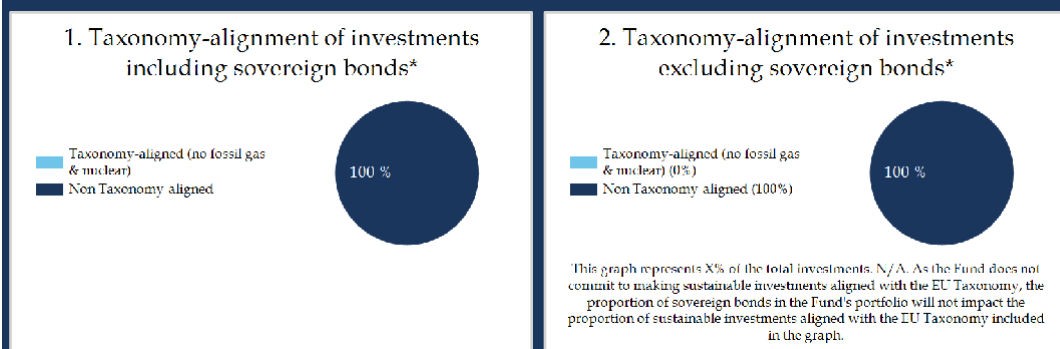 1. Taxonomy-alignment of investments
including sovereign bonds*
Taxonomy-aligned (no fossil gas
& nuclear)
Non Taxonomy-aligned
100 %
2. Taxonomy-alignment of investments
excluding sovereign bonds*
Taxonomy-aligned (no fossil gas
& nuclear) (0%)
Non Taxonomy-aligned (100%)
100 %
This graph represents X% of the total investments. N/A. As the Fund does not
commit to making sustainable investments aligned with the EU Taxonomy, the
proportion of sovereign bonds in the Fund's portfolio will not impact the
proportion of sustainable investments aligned with the EU Taxonomy included
in the graph.